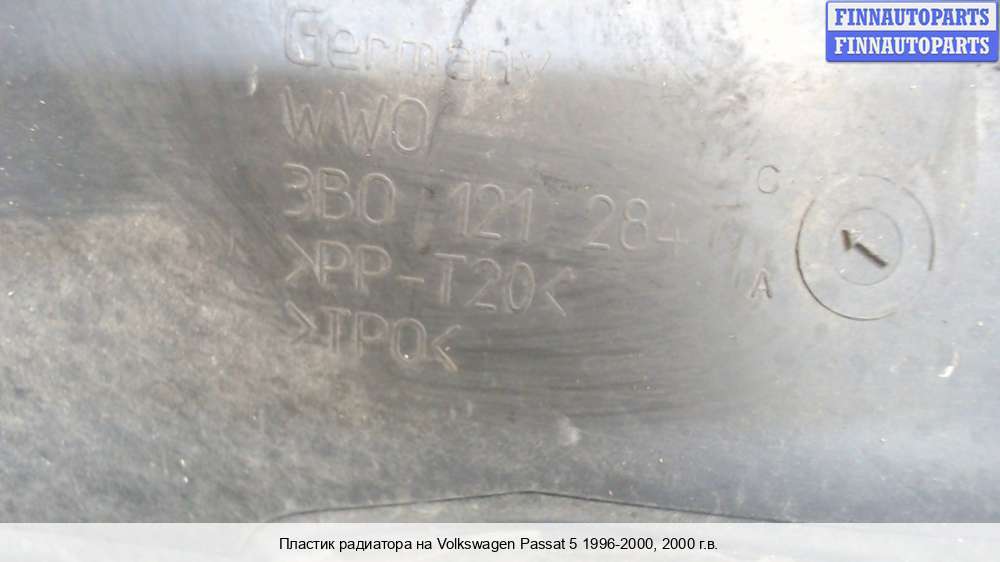 FINNAUTOPARTS
FINNAUTOPARTS
Germany
WWO
3B0 121 284
C
>PP-T20<
A
>TPO<
Пластик радиатора на Volkswagen Passat 5 1996-2000, 2000 г.в.